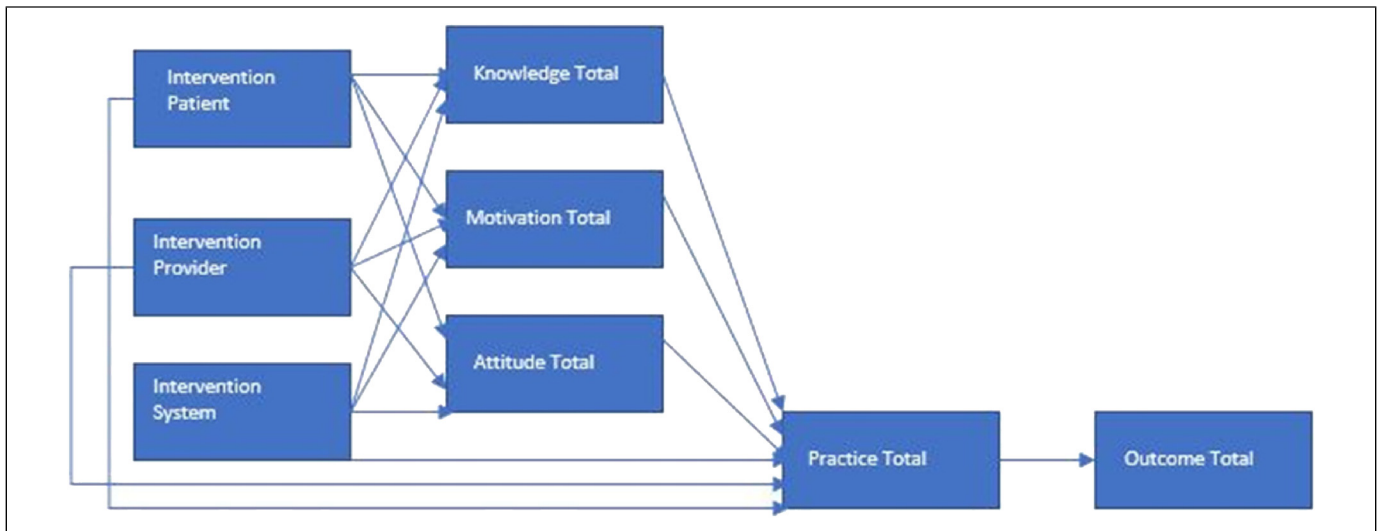 Intervention
Patient
Knowledge Total
Motivation Total
Intervention
Provider
Attitude Total
Intervention
System
Practice Total
Outcome Total